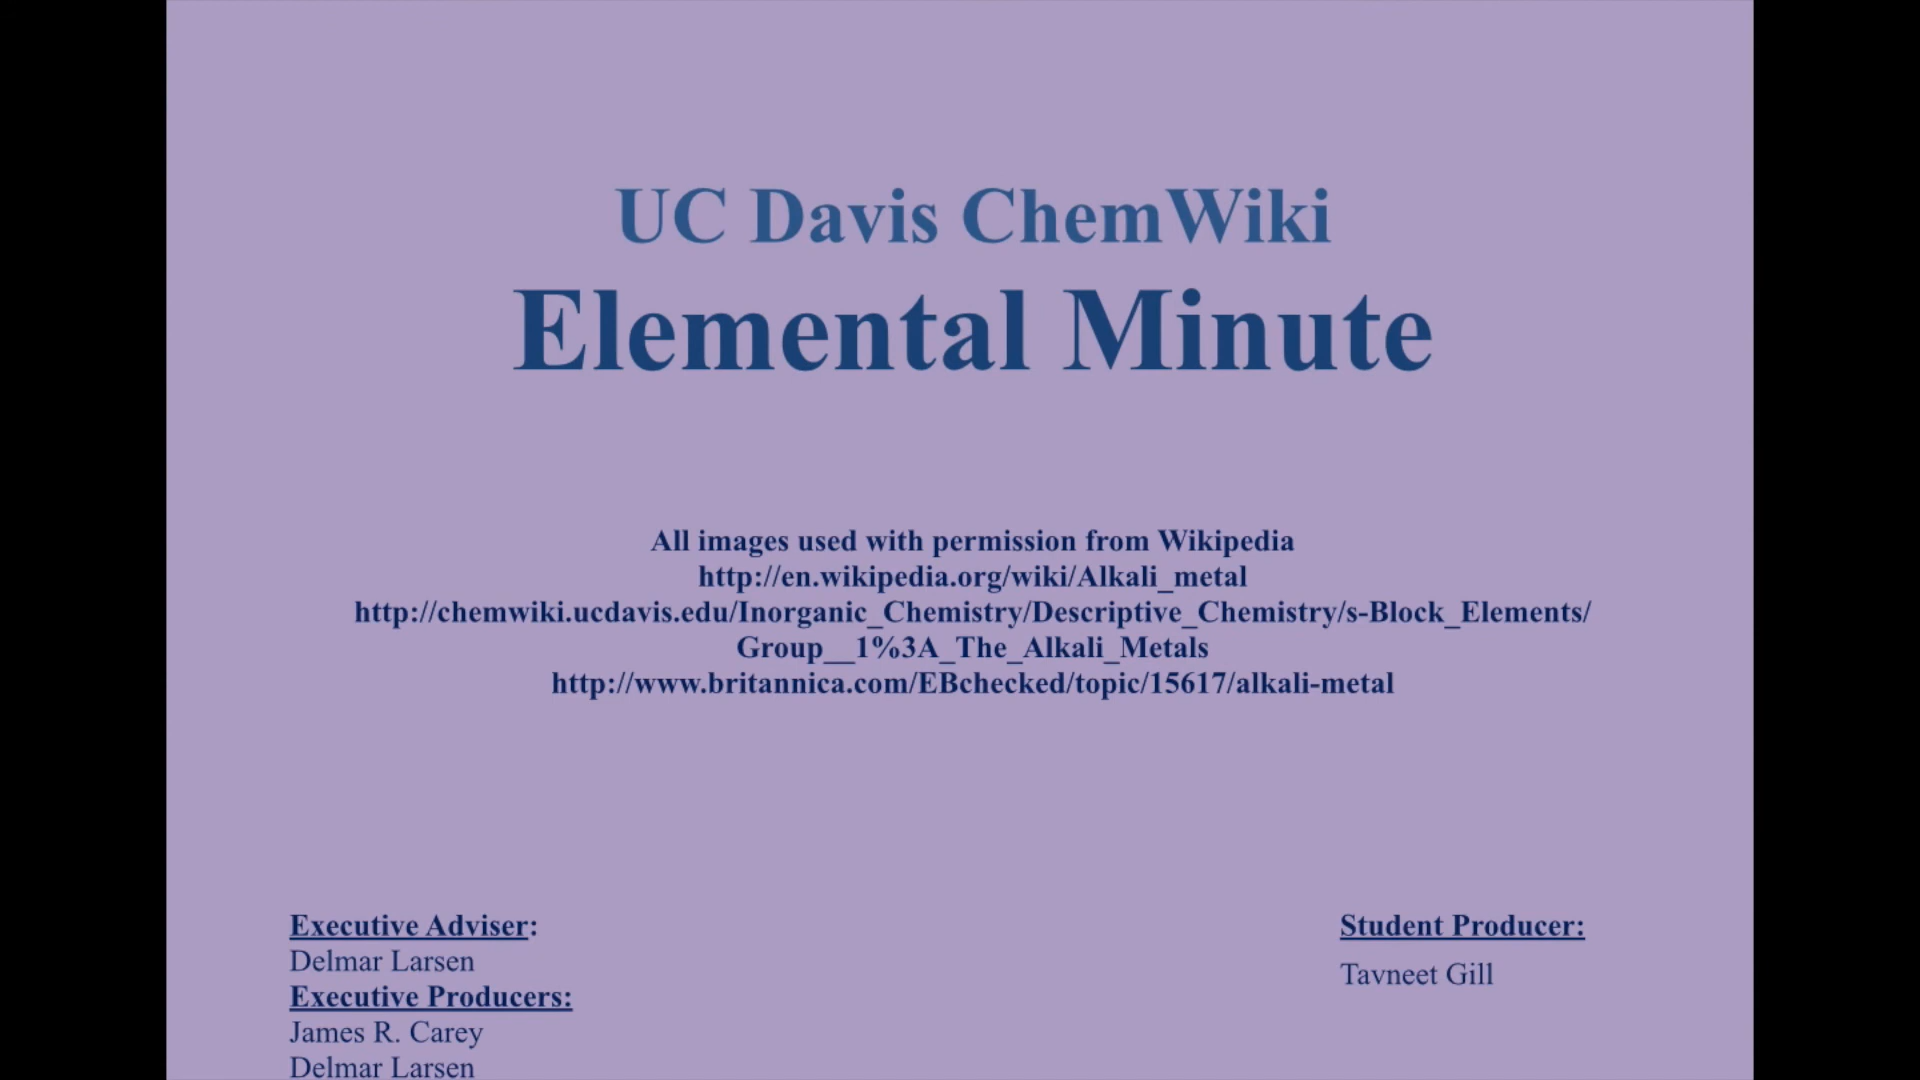 UC Davis ChemWiki
Elemental Minute
All images used with permission from Wikipedia
http://en.wikipedia.org/wiki/Alkali_metal
http://chemwiki.ucdavis.edu/Inorganic_Chemistry/Descriptive_Chemistry/s-Block_Elements/
Group__1%3A_The_Alkali_Metals
http://www.britannica.com/EBchecked/topic/15617/alkali-metal
Executive Adviser:
Delmar Larsen
Executive Producers:
James R. Carey
Delmar Larsen
Student Producer:
Tavneet Gill